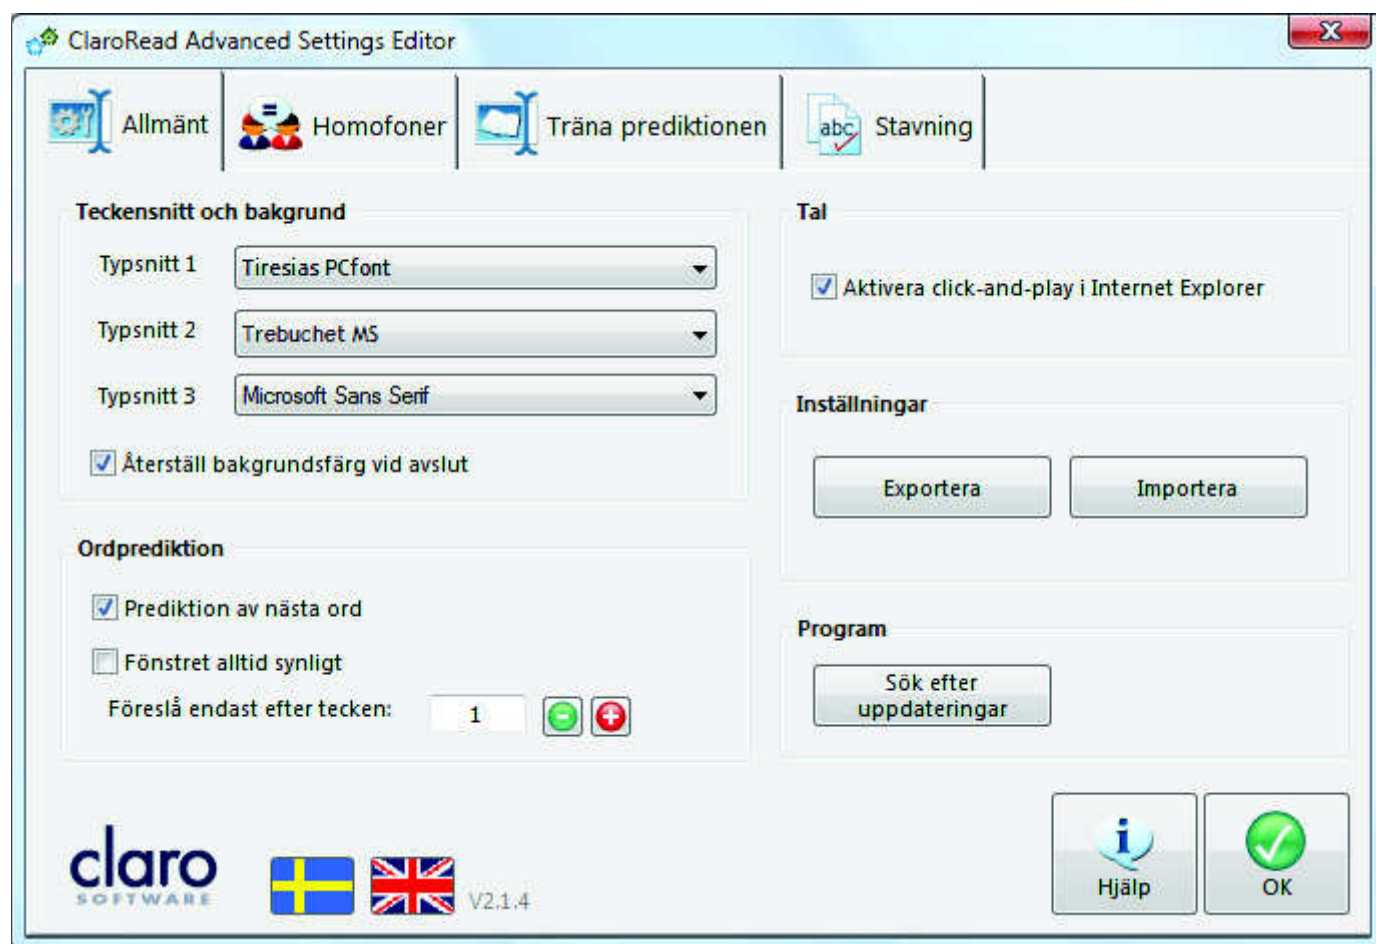 ClaroRead Advanced Settings Editor
Allmänt
Homofoner
Träna prediktionen
abc
Stavning
Teckensnitt och bakgrund
Typsnitt 1
Tiresias PCfont
Typsnitt 2
Trebuchet MS
Typsnitt 3
Microsoft Sans Serif
Återställ bakgrundsfärg vid avslut
Ordprediktion
Prediktion av nästa ord
Fönstret alltid synligt
Föreslå endast efter tecken:
1
Tal
Aktivera click-and-play i Internet Explorer
Inställningar
Exportera
Importera
Program
Sök efter
uppdateringar
claro
SOFTWARE
V2.1.4
Hjälp
OK